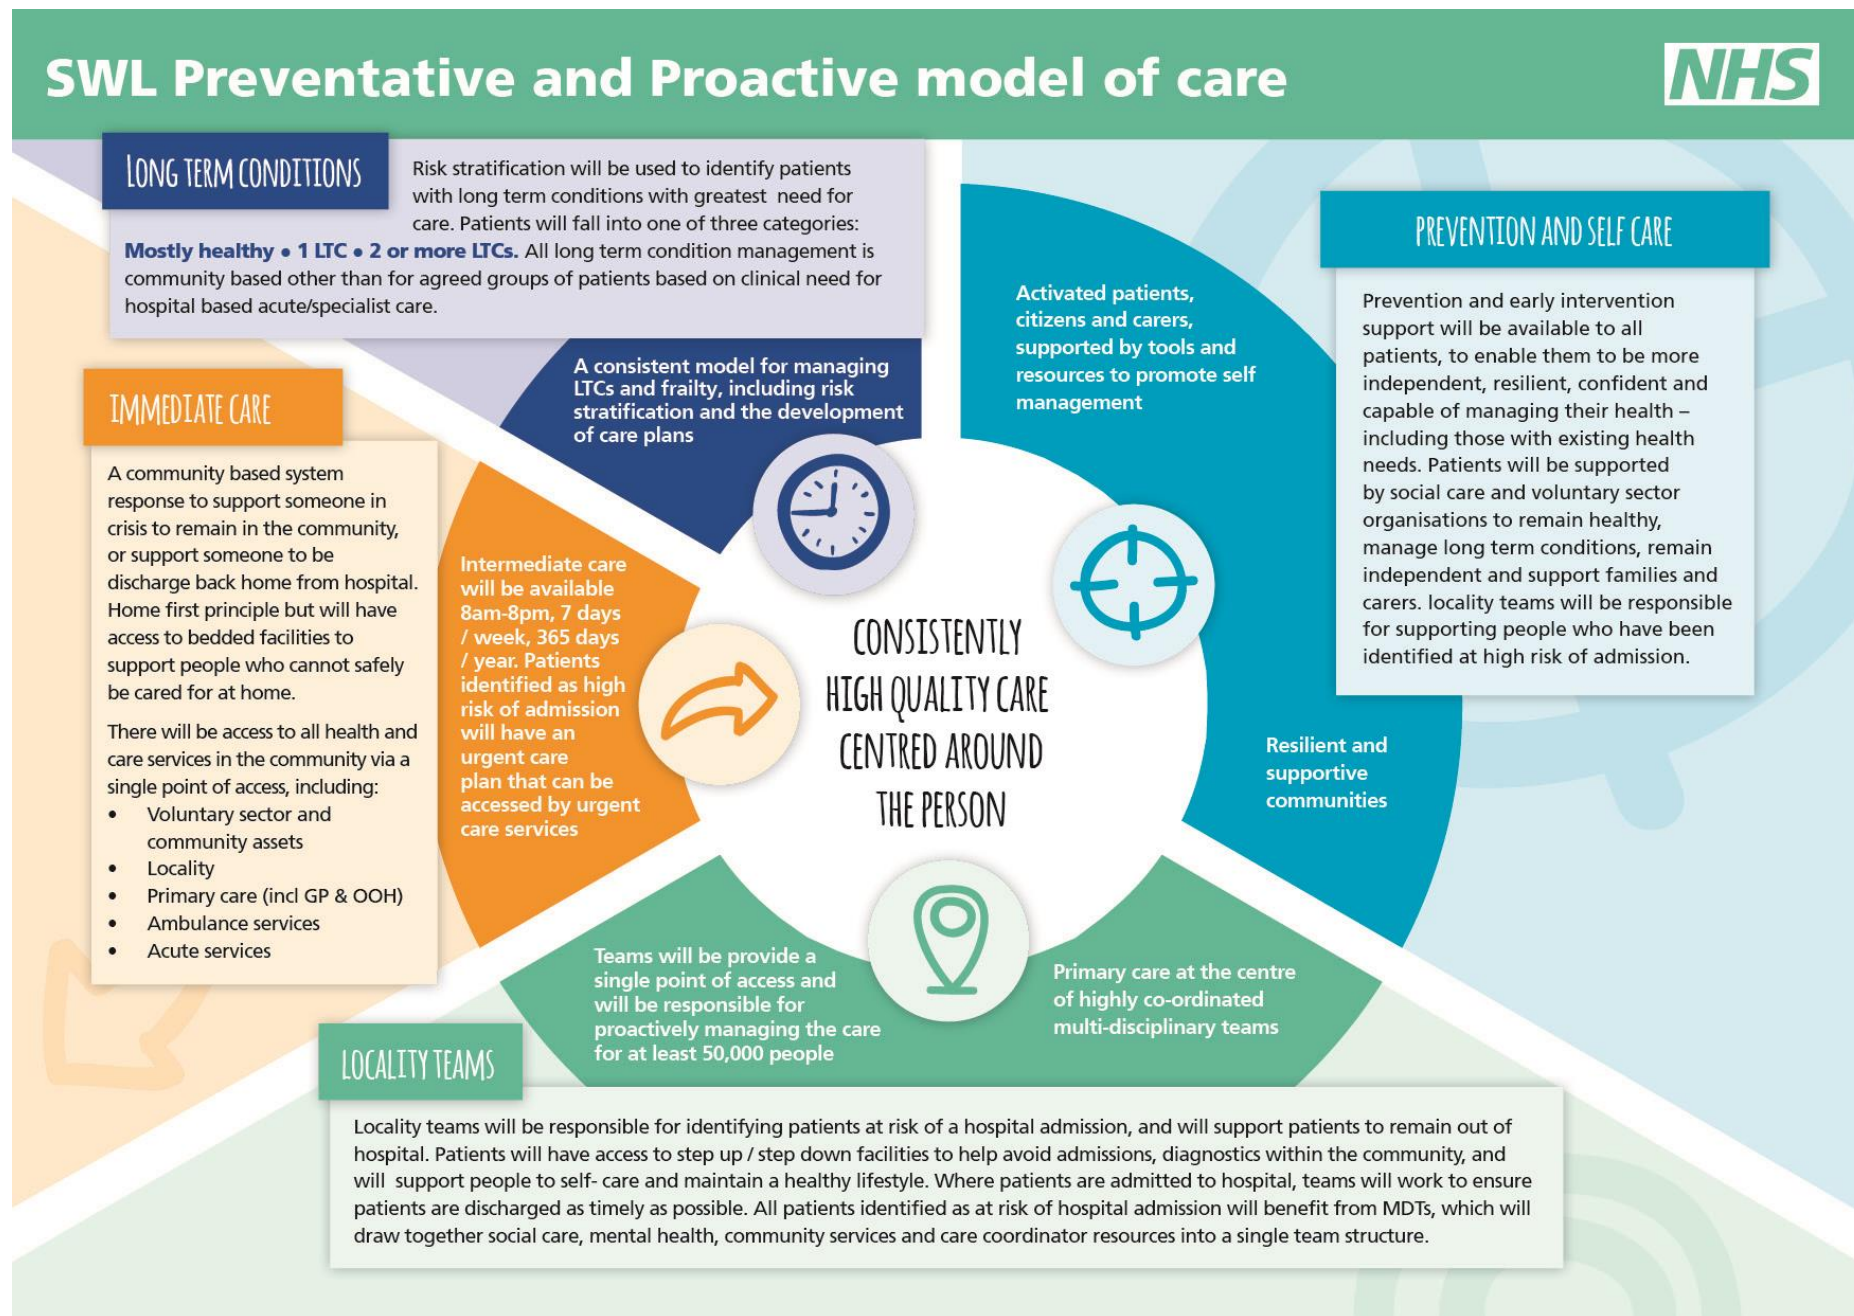 SWL Preventative and Proactive model of care
NHS
LONG TERM CONDITIONS
Risk stratification will be used to identify patients
with long term conditions with greatest need for
care. Patients will fall into one of three categories:
Mostly healthy • 1 LTC • 2 or more LTCs. All long term condition management is
community based other than for agreed groups of patients based on clinical need for
hospital based acute/specialist care.
A consistent model for managing
LTCs and frailty, including risk
stratification and the development
of care plans
Activated patients,
citizens and carers,
supported by tools and
resources to promote self
management
PREVENTION AND SELF CARE
Prevention and early intervention
support will be available to all
patients, to enable them to be more
independent, resilient, confident and
capable of managing their health –
including those with existing health
needs. Patients will be supported
by social care and voluntary sector
organisations to remain healthy,
manage long term conditions, remain
independent and support families and
carers. locality teams will be responsible
for supporting people who have been
identified at high risk of admission.
Resilient and
supportive
communities
IMMEDIATE CARE
A community based system
response to support someone in
crisis to remain in the community,
or support someone to be
discharge back home from hospital.
Home first principle but will have
access to bedded facilities to
support people who cannot safely
be cared for at home.
There will be access to all health and
care services in the community via a
single point of access, including:
• Voluntary sector and
community assets
• Locality
• Primary care (incl GP & OOH)
• Ambulance services
• Acute services
Intermediate care
will be available
8am-8pm, 7 days
/ week, 365 days
/ year. Patients
identified as high
risk of admission
will have an
urgent care
plan that can be
accessed by urgent
care services
CONSISTENTLY
HIGH QUALITY CARE
CENTRED AROUND
THE PERSON
Teams will be provide a
single point of access and
will be responsible for
proactively managing the care
for at least 50,000 people
Primary care at the centre
of highly co-ordinated
multi-disciplinary teams
LOCALITY TEAMS
Locality teams will be responsible for identifying patients at risk of a hospital admission, and will support patients to remain out of
hospital. Patients will have access to step up / step down facilities to help avoid admissions, diagnostics within the community, and
will support people to self- care and maintain a healthy lifestyle. Where patients are admitted to hospital, teams will work to ensure
patients are discharged as timely as possible. All patients identified as at risk of hospital admission will benefit from MDTs, which will
draw together social care, mental health, community services and care coordinator resources into a single team structure.